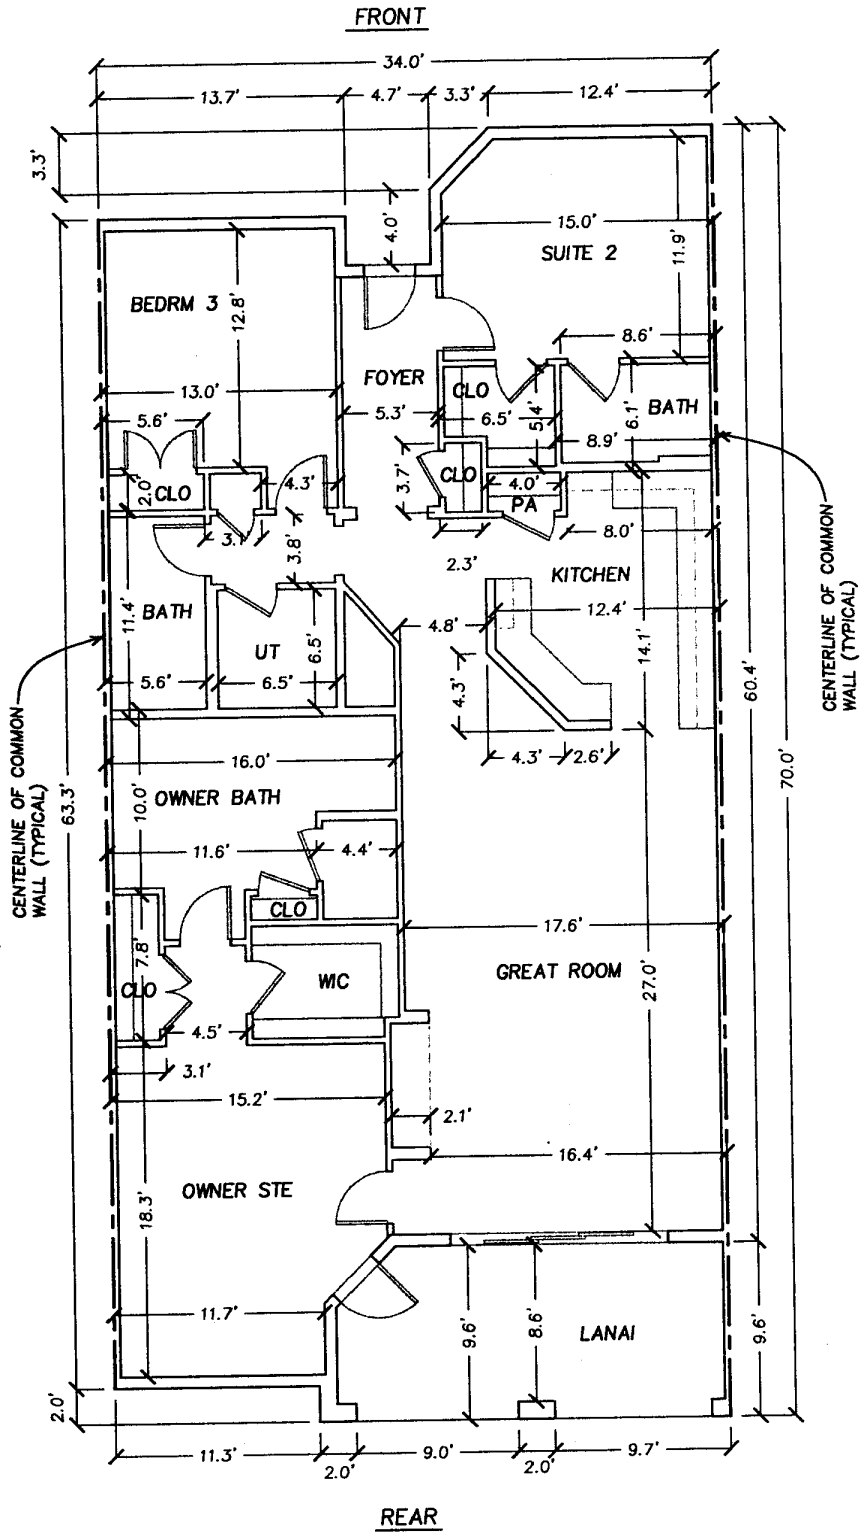 FRONT
34.0'
13.7'
4.7'
3.3'
12.4'
3.3'
4.0'
15.0'
SUITE 2
11.9'
BEDRM 3
12.8'
8.6'
FOYER
13.0'
CLO
5.3'
6.5'
5.4'
6.1'
BATH
5.6'
8.9'
2.0'
CLO
4.3'
3.7'
CLO
4.0'
PA
3.1'
3.8'
8.0'
2.3'
KITCHEN
CENTERLINE OF COMMON
WALL (TYPICAL)
11.4'
BATH
12.4'
4.8'
UT
6.5'
14.1'
5.6'
6.5'
4.3'
60.4'
4.3'
2.6'
16.0'
70.0'
CENTERLINE OF COMMON
WALL (TYPICAL)
63.3'
10.0'
OWNER BATH
11.6'
4.4'
CLO
17.6'
7.8'
CLO
WIC
GREAT ROOM
27.0'
4.5'
3.1'
15.2'
2.1'
16.4'
OWNER STE
18.3'
11.7'
9.6'
8.6'
LANAI
9.6'
2.0'
11.3'
2.0'
9.0'
2.0'
9.7'
REAR